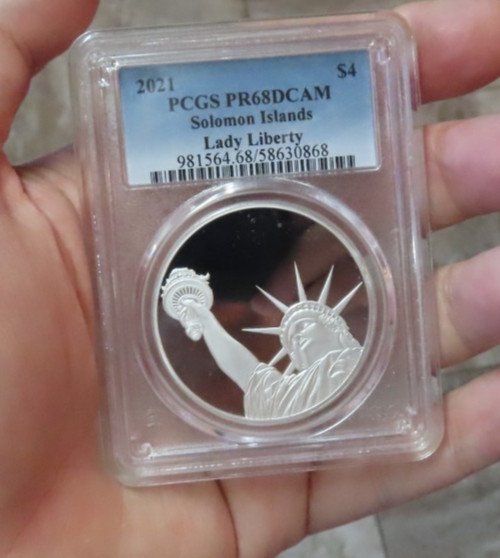 2021 $4
PCGS PR68DCAM
Solomon Islands
Lady Liberty
981564.68/58630868